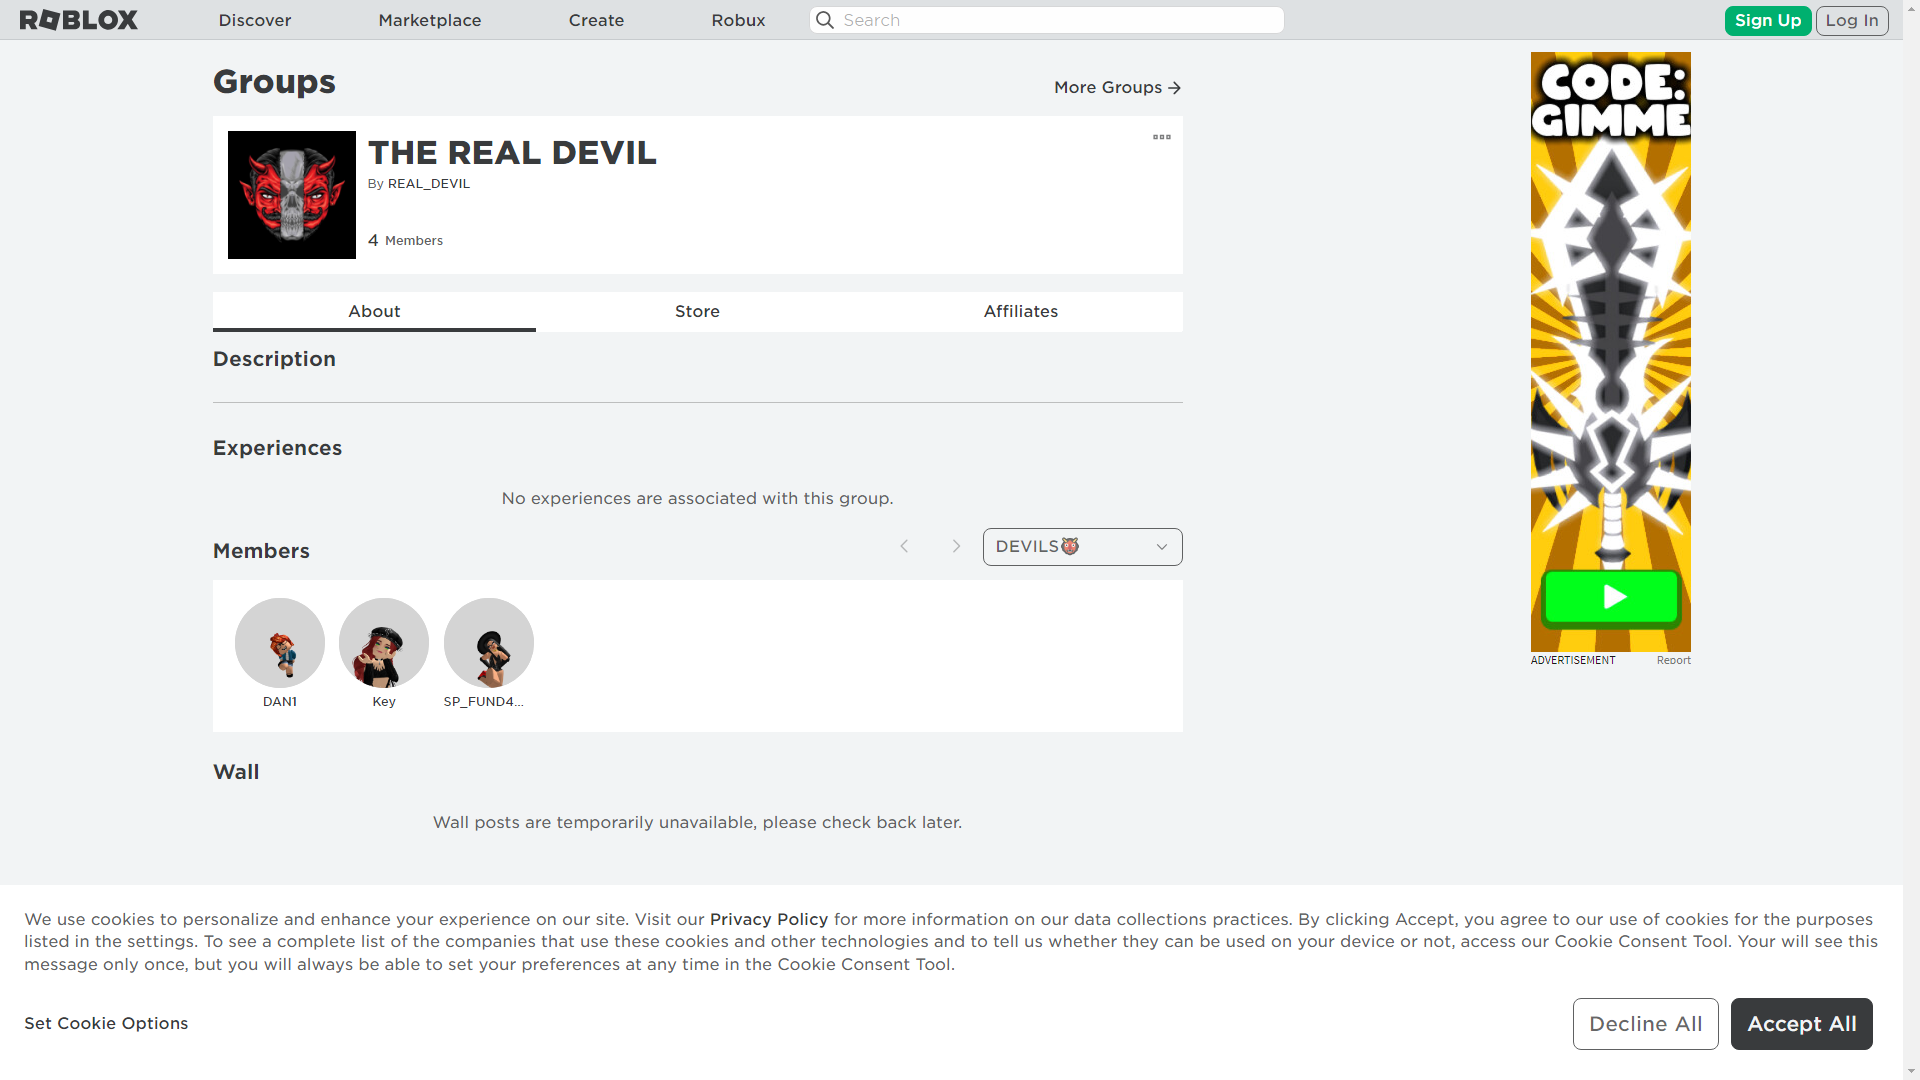 ROBLOX
Discover
Marketplace
Create
Robux
Search
Sign Up
Log In
Groups
More Groups
THE REAL DEVIL
By REAL_DEVIL
4 Members
About
Store
Affiliates
Description
Experiences
No experiences are associated with this group.
Members
DEVILS👹
DAN1
Key
SP_FUND4...
Wall
Wall posts are temporarily unavailable, please check back later.
CODE:
GIMME
ADVERTISEMENT
Report
We use cookies to personalize and enhance your experience on our site. Visit our Privacy Policy for more information on our data collections practices. By clicking Accept, you agree to our use of cookies for the purposes
listed in the settings. To see a complete list of the companies that use these cookies and other technologies and to tell us whether they can be used on your device or not, access our Cookie Consent Tool. Your will see this
message only once, but you will always be able to set your preferences at any time in the Cookie Consent Tool.
Set Cookie Options
Decline All
Accept All